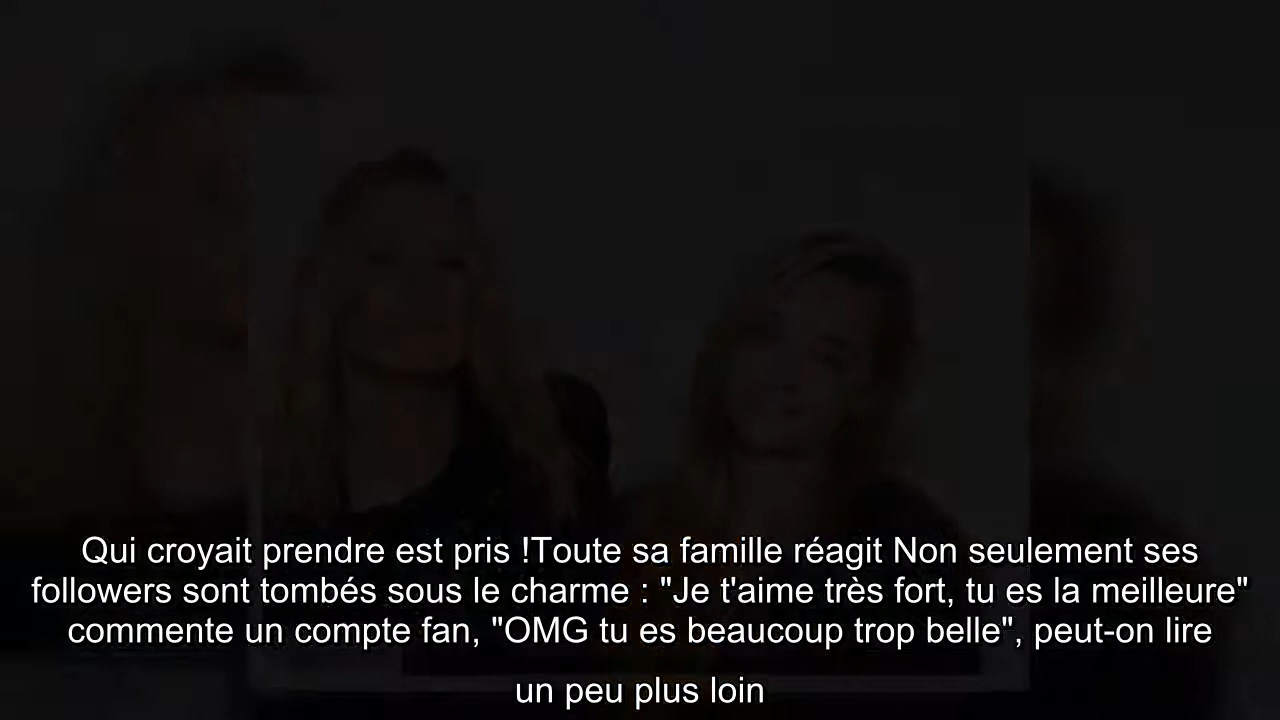 Qui croyait prendre est pris !Toute sa famille réagit Non seulement ses
followers sont tombés sous le charme : "Je t'aime très fort, tu es la meilleure"
commente un compte fan, "OMG tu es beaucoup trop belle", peut-on lire
un peu plus loin